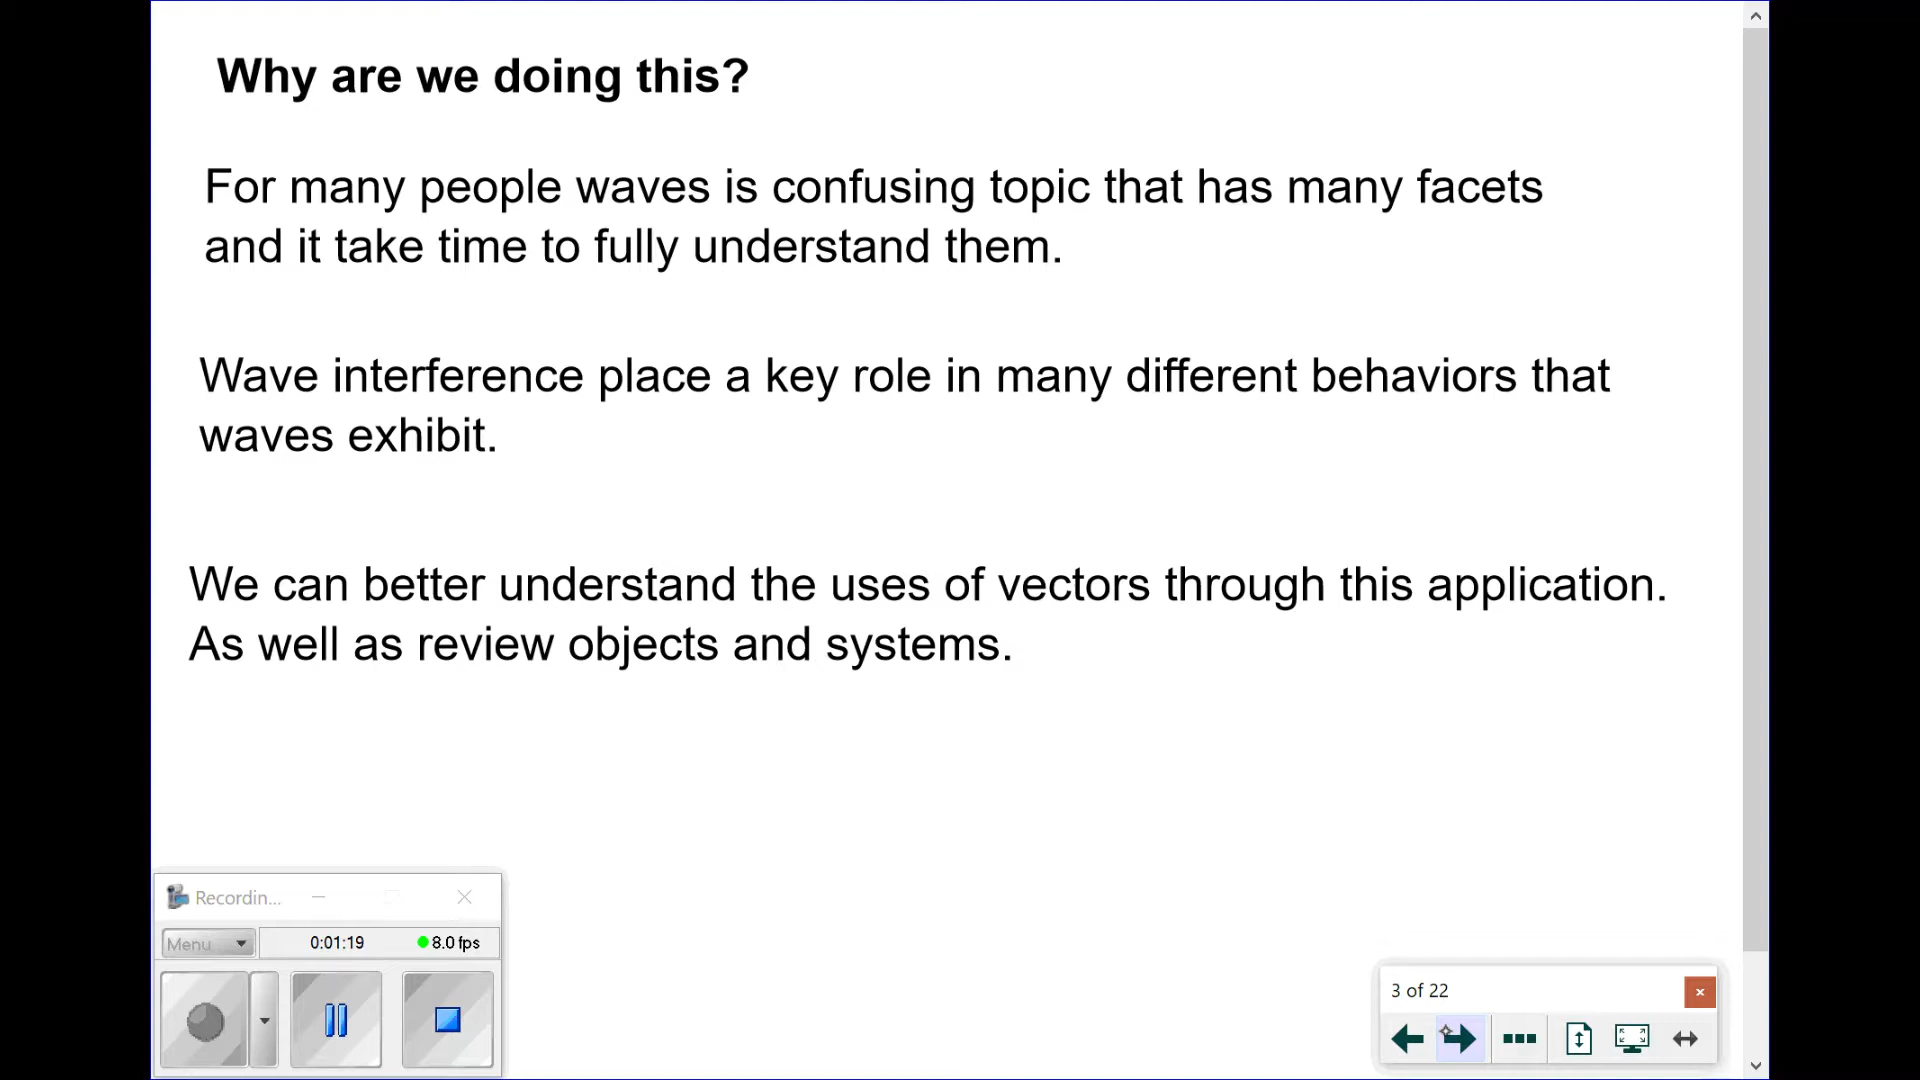 Why are we doing this?
For many people waves is confusing topic that has many facets
and it take time to fully understand them.
Wave interference place a key role in many different behaviors that
waves exhibit.
We can better understand the uses of vectors through this application.
As well as review objects and systems.
Recordin...
Menu 0:01:19 8.0 fps
3 of 22